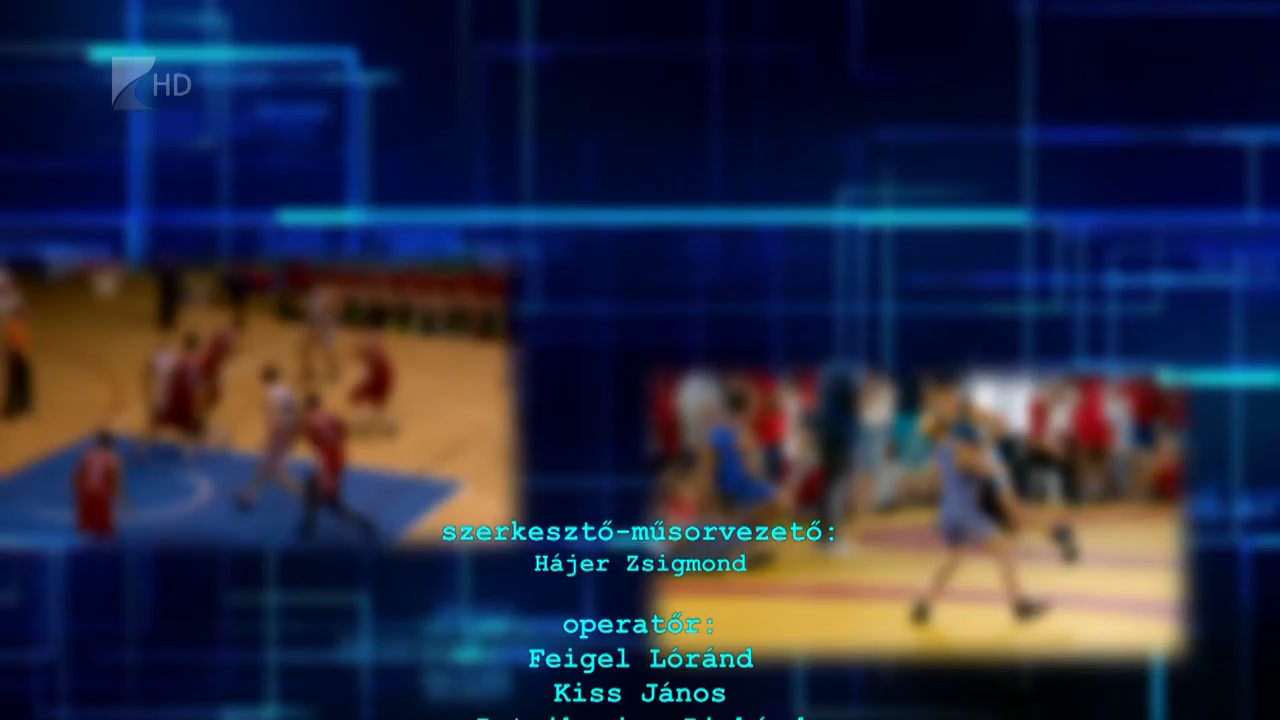 HD
szerkesztő-műsorvezető:
Hájer Zsigmond
operatőr:
Feigel Lóránd
Kiss János